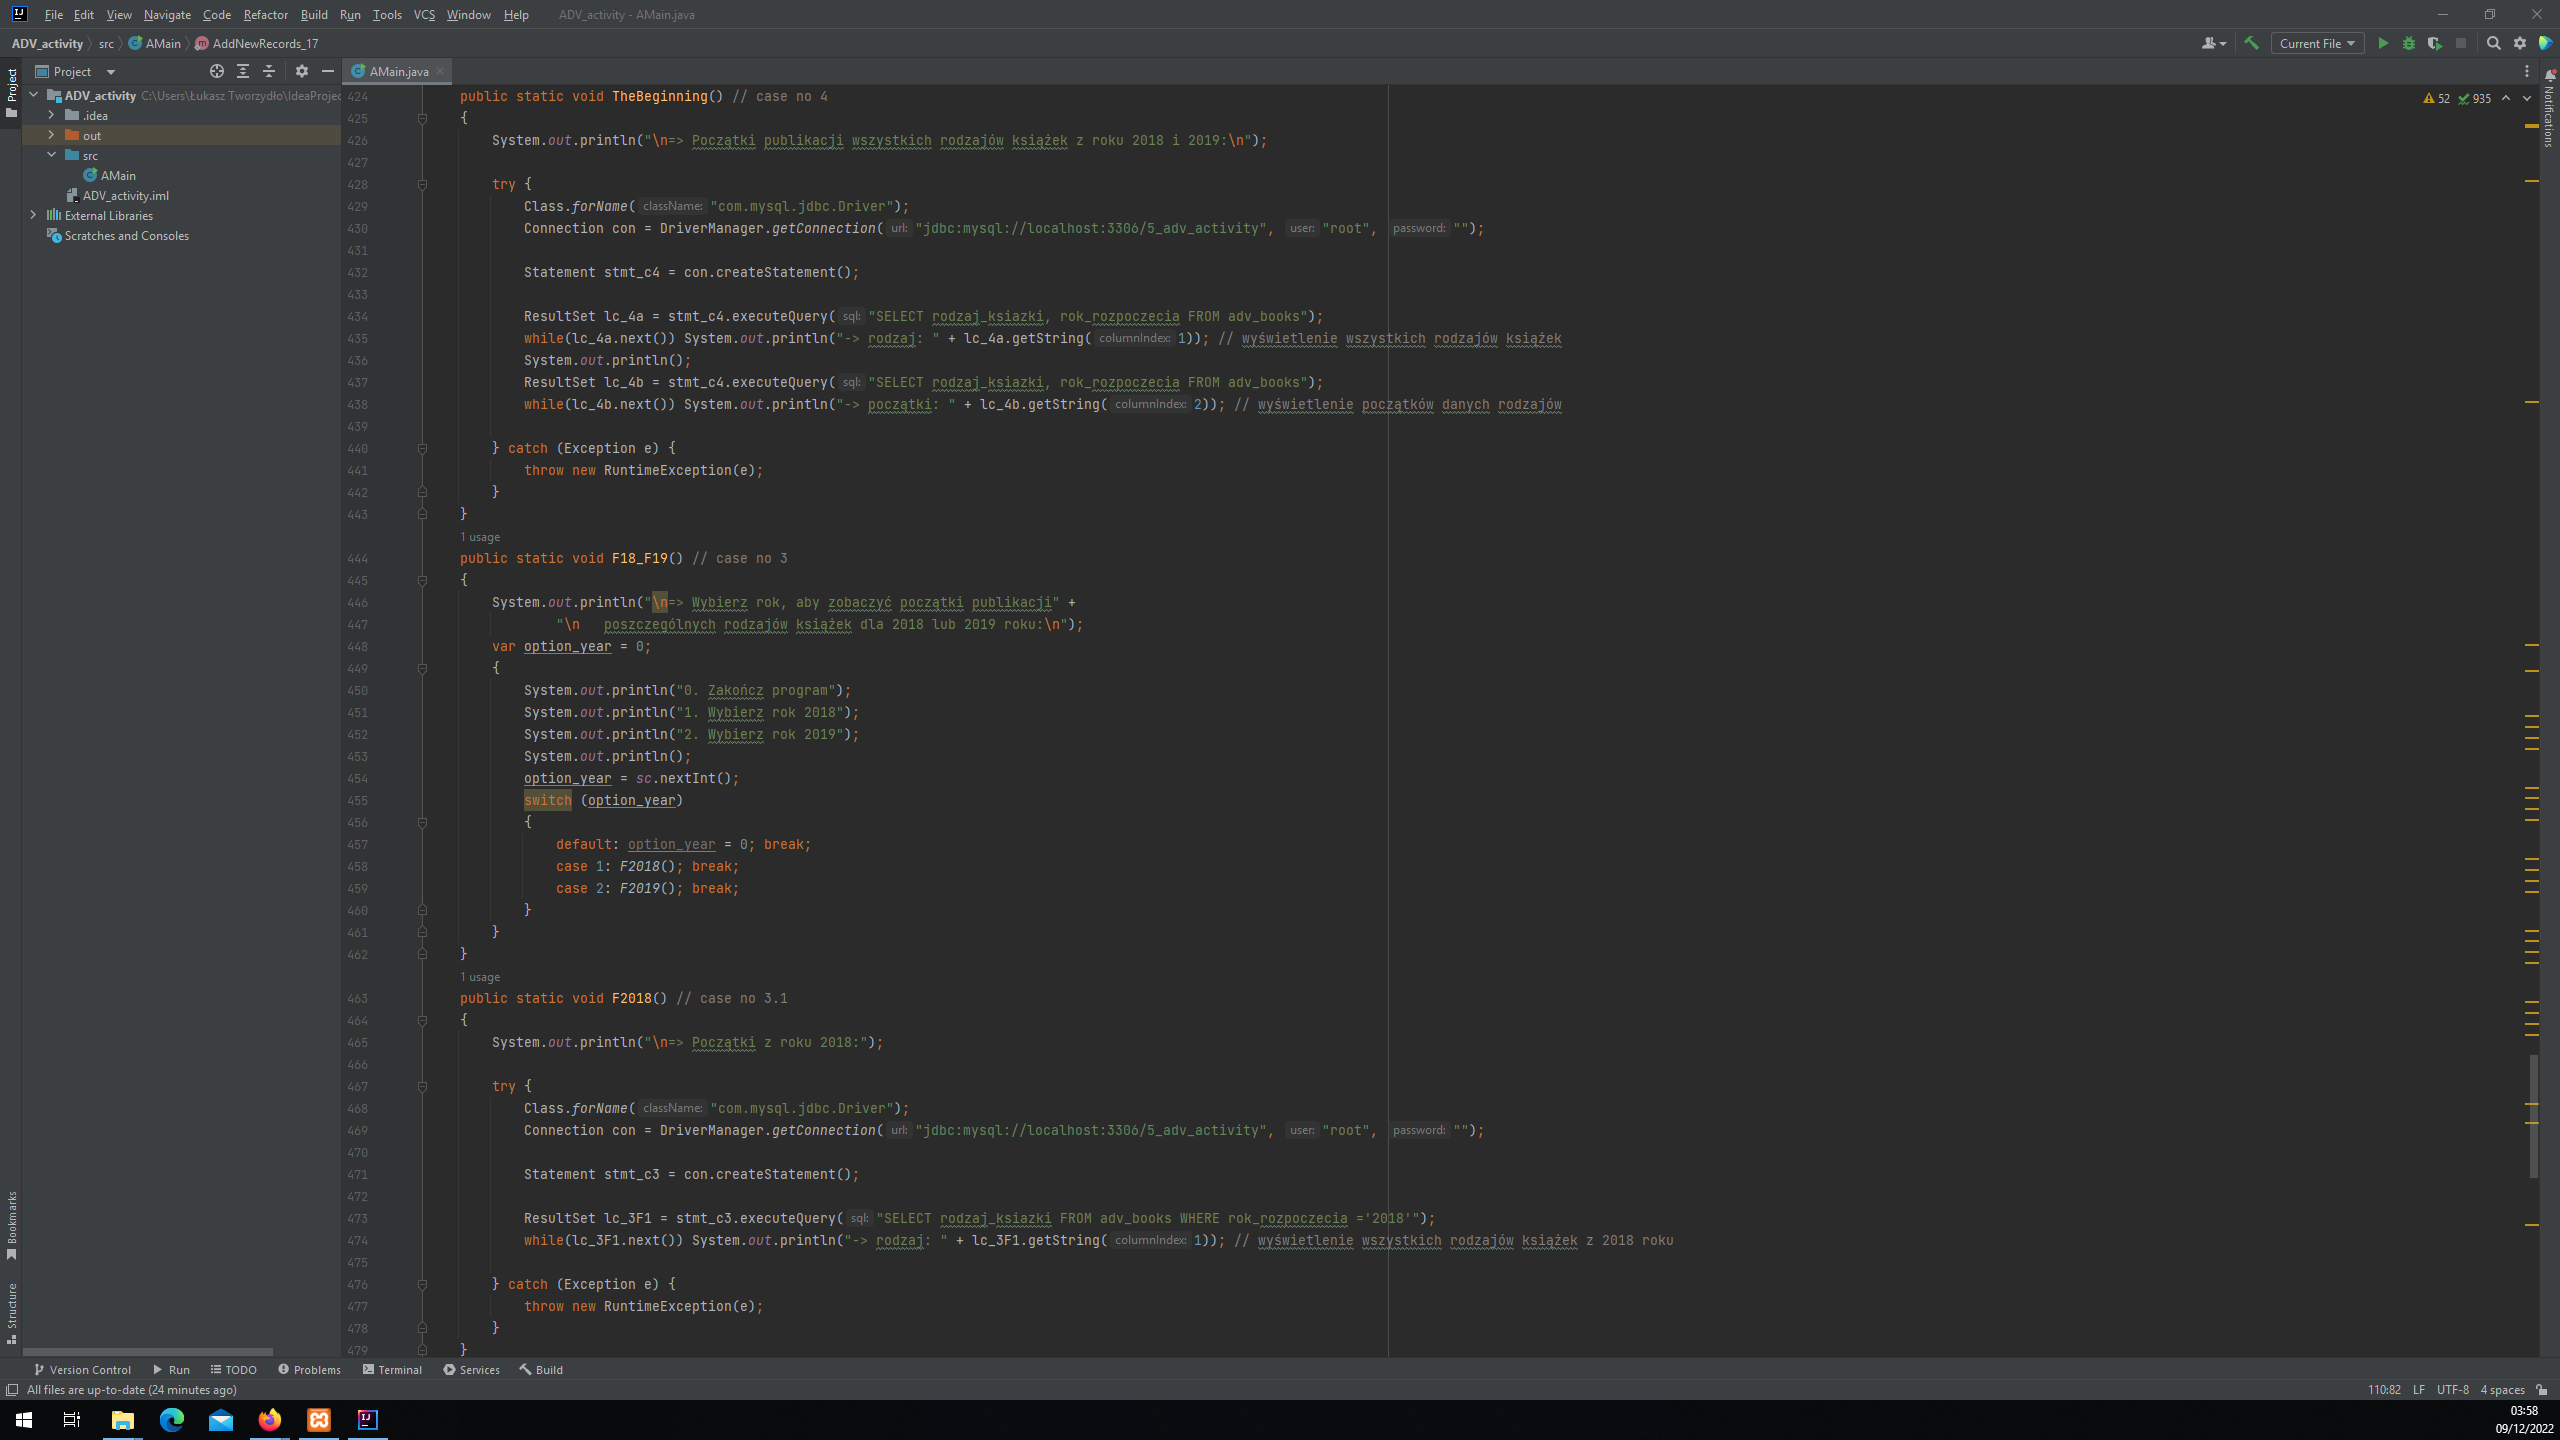 File Edit View Navigate Code Refactor Build Run Tools VCS Window Help ADV_activity - AMain.java
ADV_activity src AMain AddNewRecords_17 Current File
Project AMain.java
ADV_activity C:\Users\Łukasz Tworzydło\IdeaProjec
.idea
out
src
AMain
ADV_activity.iml
External Libraries
Scratches and Consoles
Project
Bookmarks
Structure
Notifications
52 935
424 public static void TheBeginning() // case no 4
425 {
426 System.out.println("\n=> Początki publikacji wszystkich rodzajów książek z roku 2018 i 2019:\n");
427
428 try {
429 Class.forName( className: "com.mysql.jdbc.Driver");
430 Connection con = DriverManager.getConnection( url: "jdbc:mysql://localhost:3306/5_adv_activity", user: "root", password: "");
431
432 Statement stmt_c4 = con.createStatement();
433
434 ResultSet lc_4a = stmt_c4.executeQuery( sql: "SELECT rodzaj_ksiazki, rok_rozpoczecia FROM adv_books");
435 while(lc_4a.next()) System.out.println("-> rodzaj: " + lc_4a.getString( columnIndex: 1)); // wyświetlenie wszystkich rodzajów książek
436 System.out.println();
437 ResultSet lc_4b = stmt_c4.executeQuery( sql: "SELECT rodzaj_ksiazki, rok_rozpoczecia FROM adv_books");
438 while(lc_4b.next()) System.out.println("-> początki: " + lc_4b.getString( columnIndex: 2)); // wyświetlenie początków danych rodzajów
439
440 } catch (Exception e) {
441 throw new RuntimeException(e);
442 }
443 }
1 usage
444 public static void F18_F19() // case no 3
445 {
446 System.out.println("\n=> Wybierz rok, aby zobaczyć początki publikacji" +
447 "\n   poszczególnych rodzajów książek dla 2018 lub 2019 roku:\n");
448 var option_year = 0;
449 {
450 System.out.println("0. Zakończ program");
451 System.out.println("1. Wybierz rok 2018");
452 System.out.println("2. Wybierz rok 2019");
453 System.out.println();
454 option_year = sc.nextInt();
455 switch (option_year)
456 {
457 default: option_year = 0; break;
458 case 1: F2018(); break;
459 case 2: F2019(); break;
460 }
461 }
462 }
1 usage
463 public static void F2018() // case no 3.1
464 {
465 System.out.println("\n=> Początki z roku 2018:");
466
467 try {
468 Class.forName( className: "com.mysql.jdbc.Driver");
469 Connection con = DriverManager.getConnection( url: "jdbc:mysql://localhost:3306/5_adv_activity", user: "root", password: "");
470
471 Statement stmt_c3 = con.createStatement();
472
473 ResultSet lc_3F1 = stmt_c3.executeQuery( sql: "SELECT rodzaj_ksiazki FROM adv_books WHERE rok_rozpoczecia ='2018'");
474 while(lc_3F1.next()) System.out.println("-> rodzaj: " + lc_3F1.getString( columnIndex: 1)); // wyświetlenie wszystkich rodzajów książek z 2018 roku
475
476 } catch (Exception e) {
477 throw new RuntimeException(e);
478 }
479 }
Version Control Run TODO Problems Terminal Services Build
All files are up-to-date (24 minutes ago) 110:82 LF UTF-8 4 spaces
03:58
09/12/2022